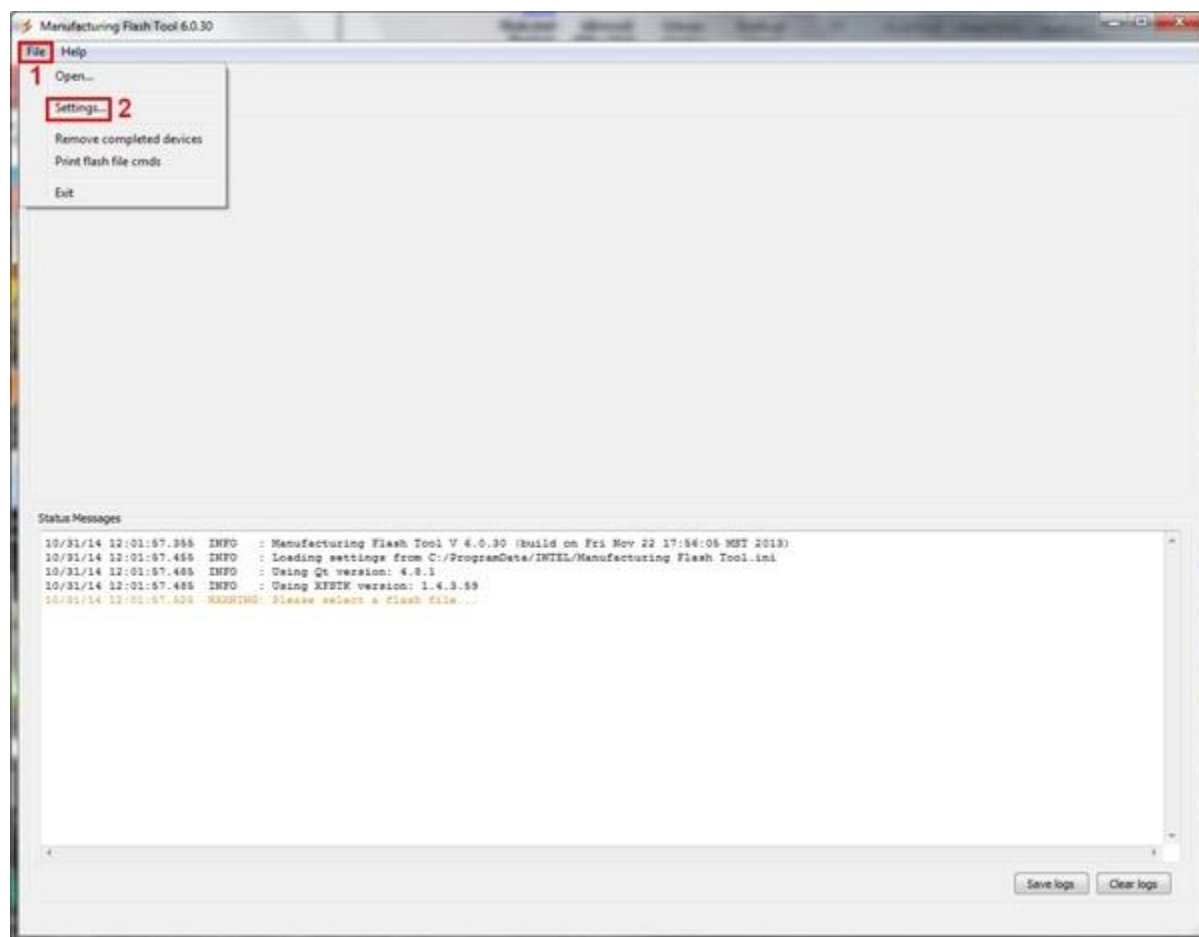 Manufacturing Flash Tool 6.0.30
File Help
1 Open...
Settings... 2
Remove completed devices
Print flash file cmds
Exit
Status Messages
10/31/14 12:01:57.355 INFO : Manufacturing Flash Tool V 6.0.30 (build on Fri Nov 22 17:56:05 MST 2013)
10/31/14 12:01:57.455 INFO : Loading settings from C:/ProgramData/INTEL/Manufacturing Flash Tool.ini
10/31/14 12:01:57.485 INFO : Using Qt version: 4.8.1
10/31/14 12:01:57.485 INFO : Using XFSTK version: 1.4.3.59
10/31/14 12:01:57.525 WARNING: Please select a flash file...
Save logs Clear logs